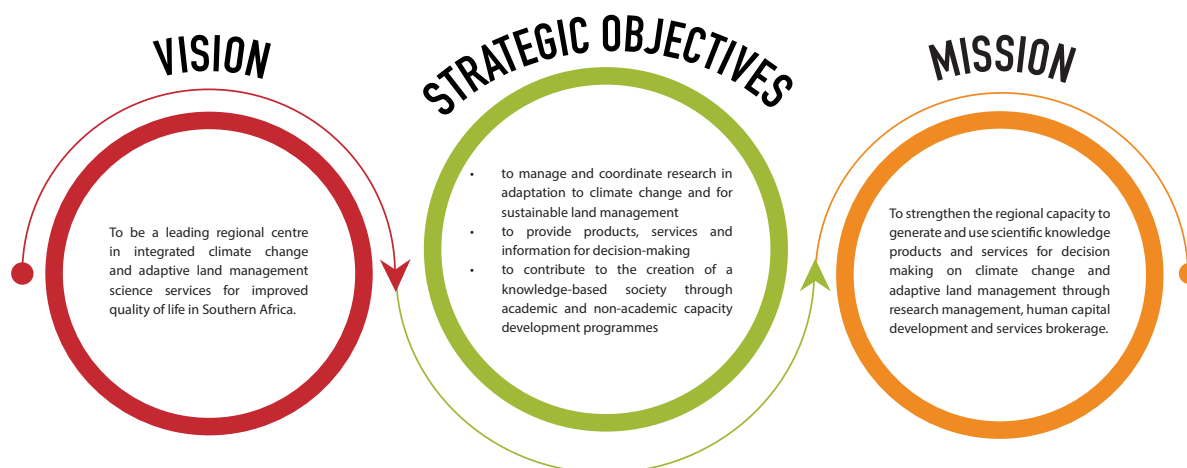 VISION
To be a leading regional centre
in integrated climate change
and adaptive land management
science services for improved
quality of life in Southern Africa.
STRATEGIC OBJECTIVES
• to manage and coordinate research in
adaptation to climate change and for
sustainable land management
• to provide products, services and
information for decision-making
• to contribute to the creation of a
knowledge-based society through
academic and non-academic capacity
development programmes
MISSION
To strengthen the regional capacity to
generate and use scientific knowledge
products and services for decision
making on climate change and
adaptive land management through
research management, human capital
development and services brokerage.